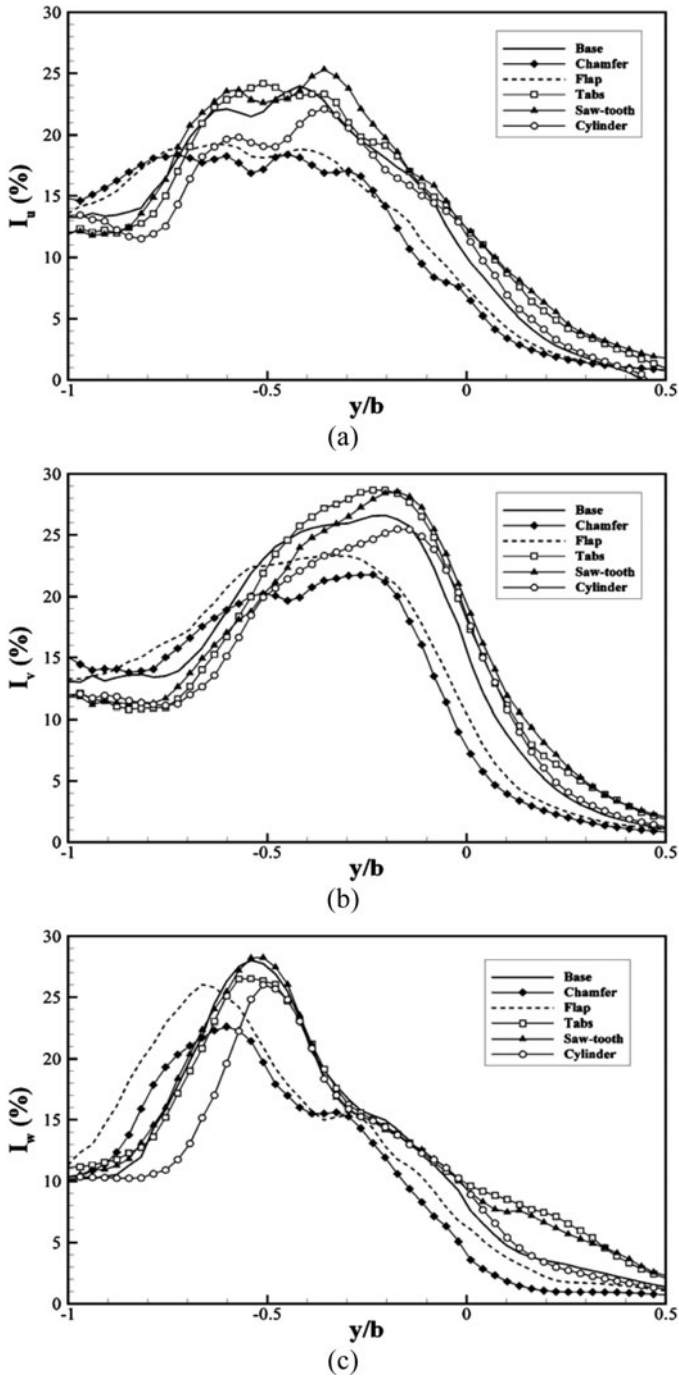 30
25
20
15
10
5
0
I_u (%)
Base
Chamfer
Flap
Tabs
Saw-tooth
Cylinder
-1
-0.5
0
0.5
y/b
(a)
30
25
20
15
10
5
0
I_v (%)
Base
Chamfer
Flap
Tabs
Saw-tooth
Cylinder
-1
-0.5
0
0.5
y/b
(b)
30
25
20
15
10
5
0
I_w (%)
Base
Chamfer
Flap
Tabs
Saw-tooth
Cylinder
-1
-0.5
0
0.5
y/b
(c)